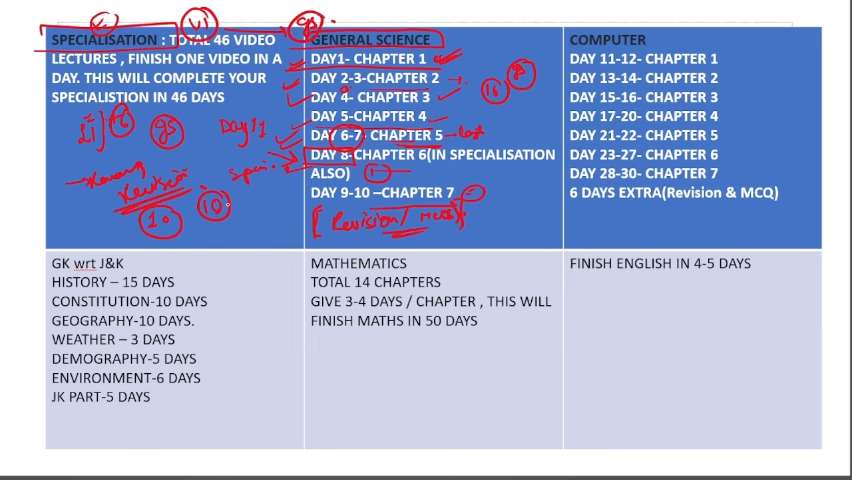 SPECIALISATION : TOTAL 46 VIDEO
LECTURES , FINISH ONE VIDEO IN A
DAY. THIS WILL COMPLETE YOUR
SPECIALISTION IN 46 DAYS
GENERAL SCIENCE
DAY1- CHAPTER 1
DAY 2-3-CHAPTER 2
DAY 4- CHAPTER 3
DAY 5-CHAPTER 4
DAY 6-7- CHAPTER 5
DAY 8-CHAPTER 6(IN SPECIALISATION
ALSO)
DAY 9-10 –CHAPTER 7
Revision/ MCQs
Day 11
Revision
10
10
COMPUTER
DAY 11-12- CHAPTER 1
DAY 13-14- CHAPTER 2
DAY 15-16- CHAPTER 3
DAY 17-20- CHAPTER 4
DAY 21-22- CHAPTER 5
DAY 23-27- CHAPTER 6
DAY 28-30- CHAPTER 7
6 DAYS EXTRA(Revision & MCQ)
GK wrt J&K
HISTORY – 15 DAYS
CONSTITUTION-10 DAYS
GEOGRAPHY-10 DAYS.
WEATHER – 3 DAYS
DEMOGRAPHY-5 DAYS
ENVIRONMENT-6 DAYS
JK PART-5 DAYS
MATHEMATICS
TOTAL 14 CHAPTERS
GIVE 3-4 DAYS / CHAPTER , THIS WILL
FINISH MATHS IN 50 DAYS
FINISH ENGLISH IN 4-5 DAYS